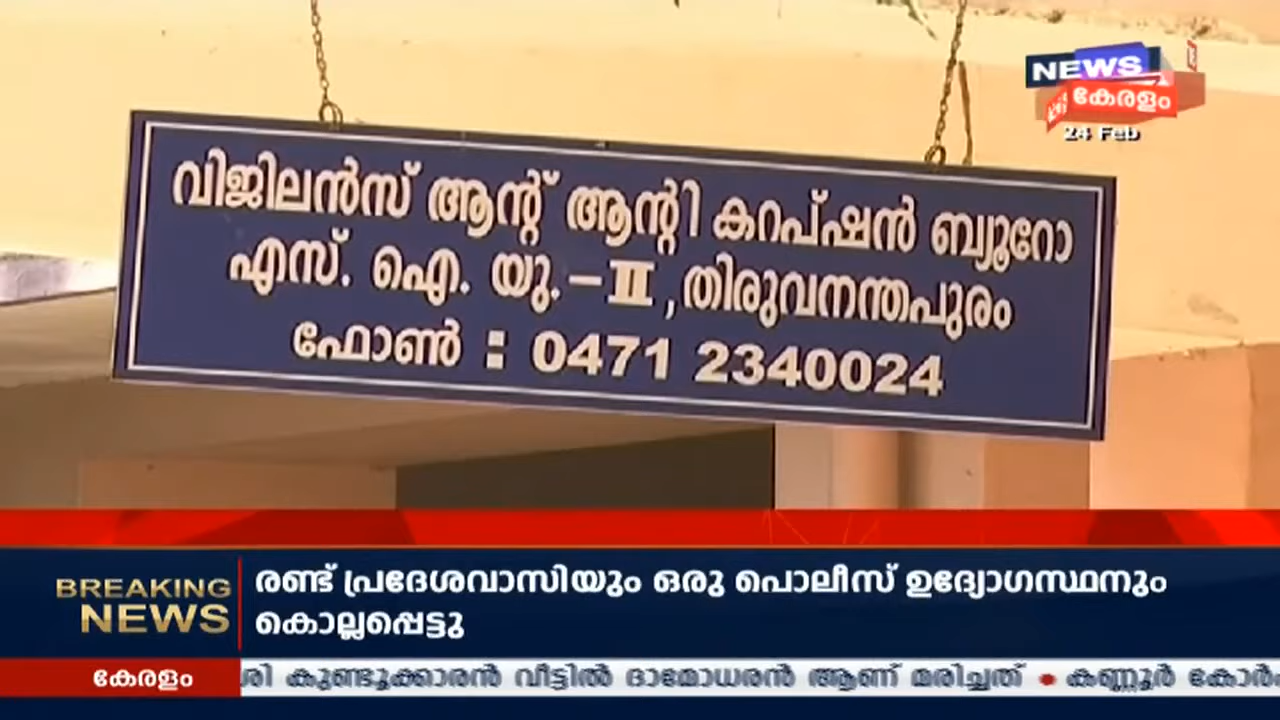 NEWS
കേരളം
24 Feb
വിജിലൻസ് ആന്റ് ആന്റി കറപ്ഷൻ ബ്യൂറോ
എസ്. ഐ. യു. – II , തിരുവനന്തപുരം
ഫോൺ : 0471 2340024
BREAKING
NEWS
രണ്ട് പ്രദേശവാസിയും ഒരു പൊലീസ് ഉദ്യോഗസ്ഥനും
കൊല്ലപ്പെട്ടു
കേരളം
കുണ്ടൂക്കാരൻ വീട്ടിൽ ദാമോധരൻ ആണ് മരിച്ചത് • കണ്ണൂർ